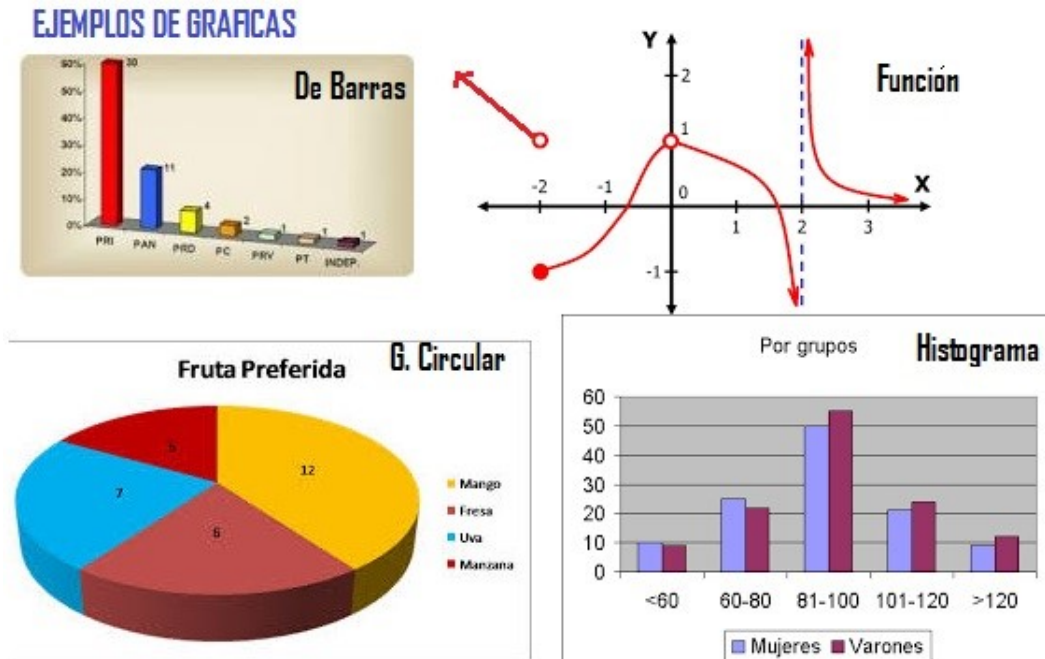 EJEMPLOS DE GRAFICAS
De Barras
60%
50%
40%
30%
20%
10%
0%
30
11
4
2
1
1
1
PRI PAN PRD PC PRV PT INDEP.
Función
Y
X
2
1
0
-1
-2 -1 1 2 3
G. Circular
Fruta Preferida
12
6
7
5
Mango
Fresa
Uva
Manzana
Histograma
Por grupos
60
50
40
30
20
10
0
<60 60-80 81-100 101-120 >120
Mujeres Varones